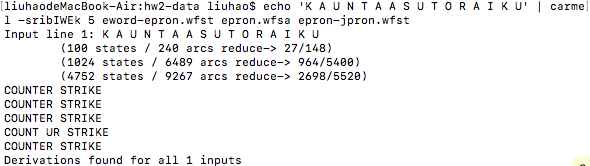 [liuhaodeMacBook-Air:hw2-data liuhao$ echo 'K A U N T A A S U T O R A I K U' | carme]
l -sribIWEk 5 eword-epron.wfst epron.wfsa epron-jpron.wfst
Input line 1: K A U N T A A S U T O R A I K U
(100 states / 240 arcs reduce-> 27/148)
(1024 states / 6489 arcs reduce-> 964/5400)
(4752 states / 9267 arcs reduce-> 2698/5520)
COUNTER STRIKE
COUNTER STRIKE
COUNTER STRIKE
COUNT UR STRIKE
COUNTER STRIKE
Derivations found for all 1 inputs